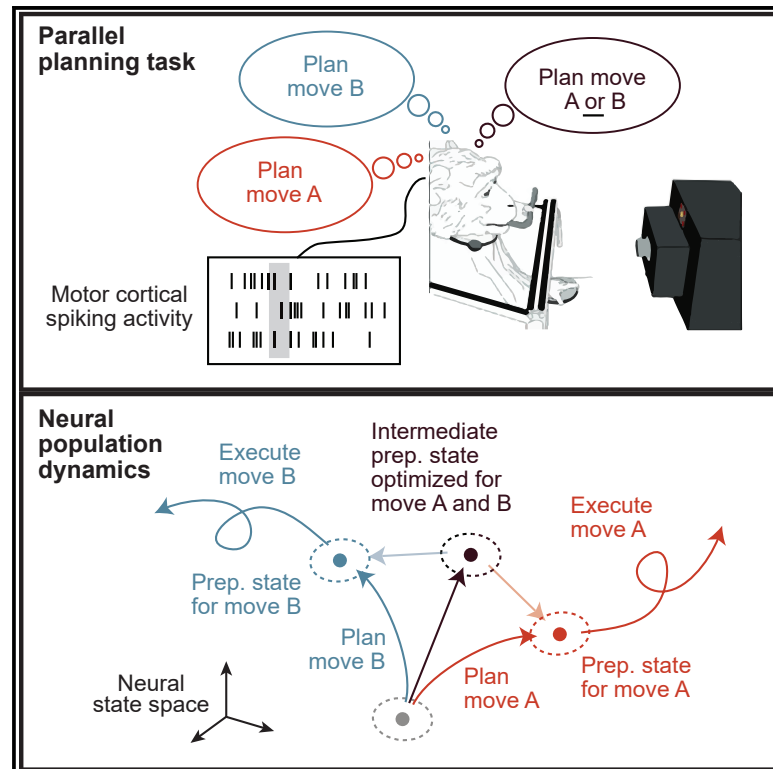 Parallel
planning task
Plan
move B
Plan move
A or B
Plan
move A
Motor cortical
spiking activity
Neural
population
dynamics
Intermediate
prep. state
optimized for
move A and B
Execute
move B
Execute
move A
Prep. state
for move B
Plan
move B
Plan
move A
Prep. state
for move A
Neural
state space